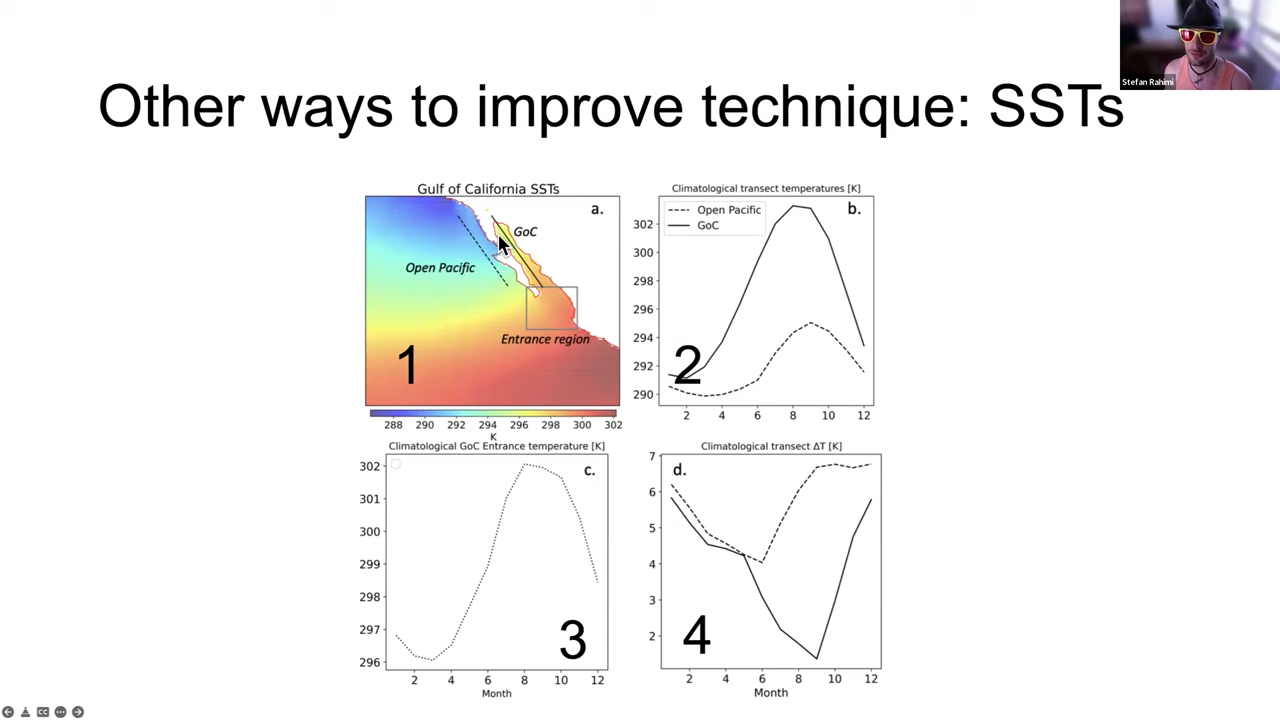 Stefan Rahimi
Other ways to improve technique: SSTs
Gulf of California SSTs
a.
GoC
Open Pacific
Entrance region
1
288 290 292 294 296 298 300 302
K
Climatological transect temperatures [K]
b.
Open Pacific
GoC
302
300
298
296
294
292
290
2
2 4 6 8 10 12
Climatological GoC Entrance temperature [K]
c.
302
301
300
299
298
297
296
3
2 4 6 8 10 12
Month
Climatological transect ΔT [K]
d.
7
6
5
4
3
2
4
2 4 6 8 10 12
Month
CC